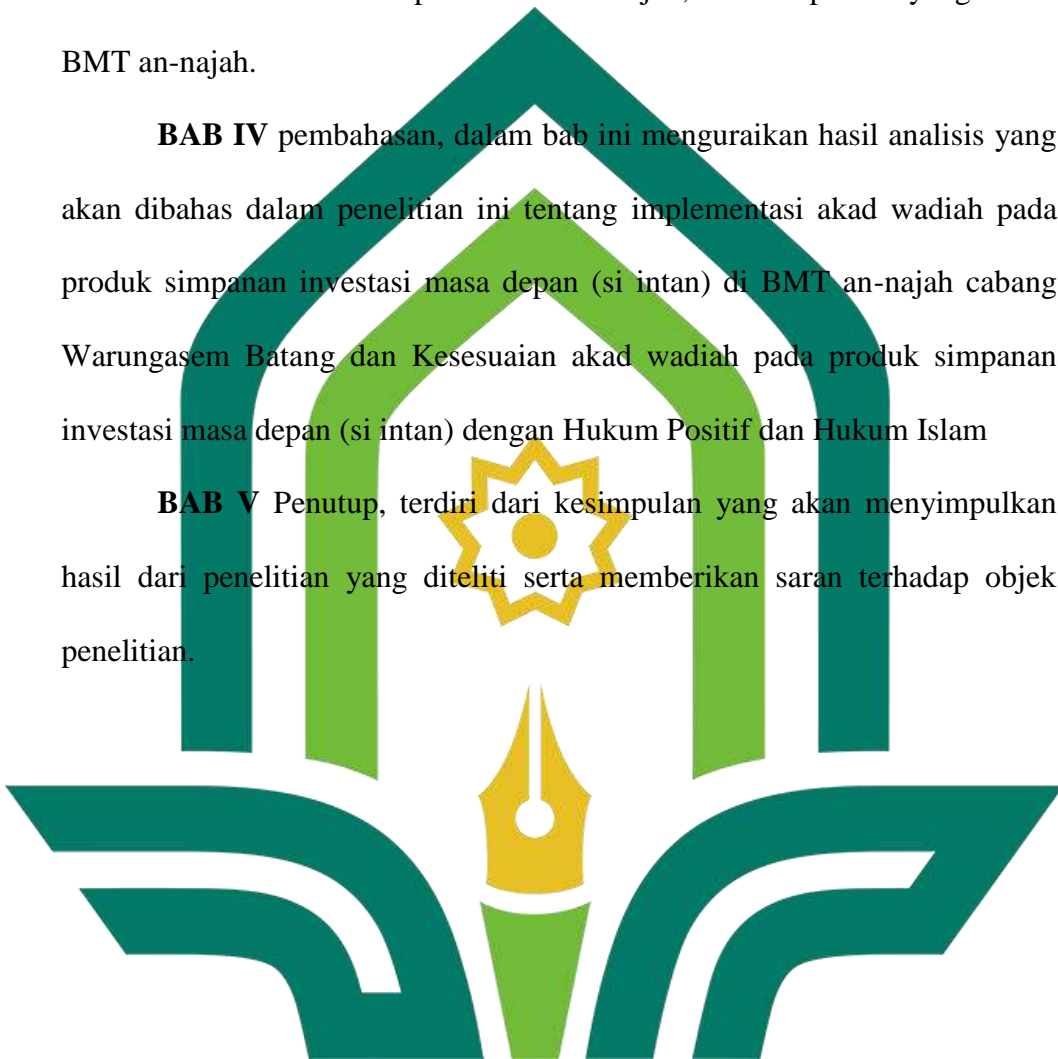 BMT an-najah.
BAB IV pembahasan, dalam bab ini menguraikan hasil analisis yang
akan dibahas dalam penelitian ini tentang implementasi akad wadiah pada
produk simpanan investasi masa depan (si intan) di BMT an-najah cabang
Warungasem Batang dan Kesesuaian akad wadiah pada produk simpanan
investasi masa depan (si intan) dengan Hukum Positif dan Hukum Islam
BAB V Penutup, terdiri dari kesimpulan yang akan menyimpulkan
hasil dari penelitian yang diteliti serta memberikan saran terhadap objek
penelitian.